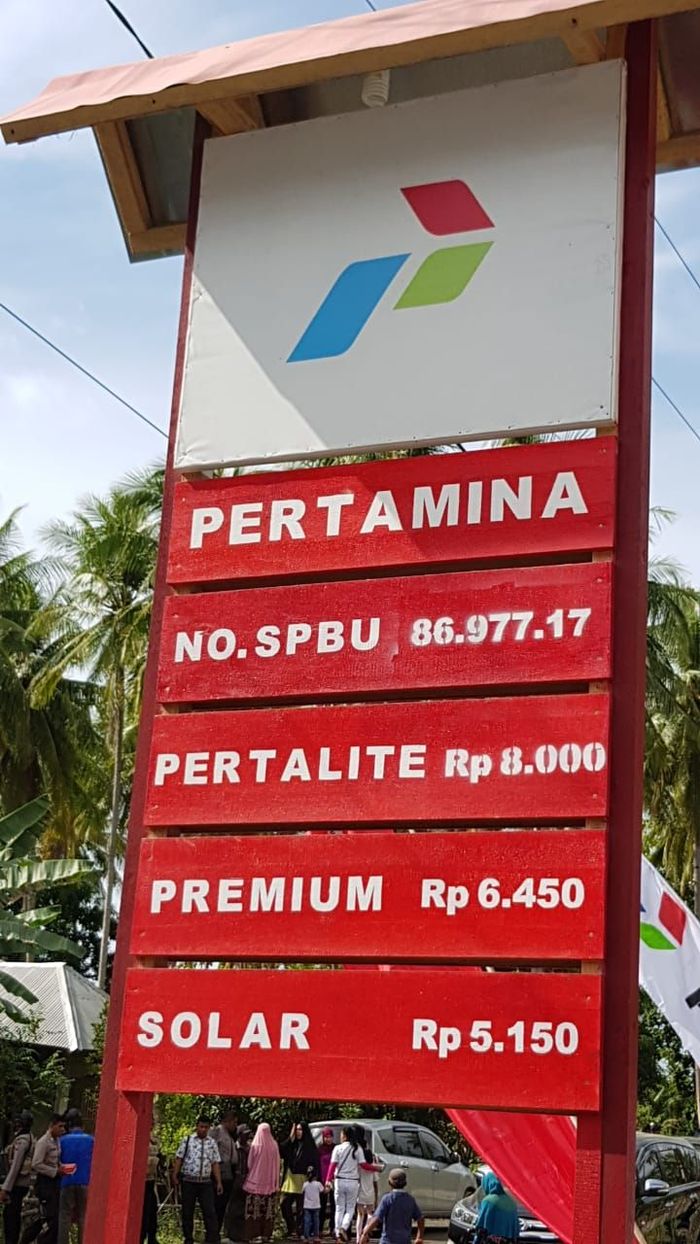 PERTAMINA
NO. SPBU 86.977.17
PERTALITE Rp 8.000
PREMIUM Rp 6.450
SOLAR Rp 5.150